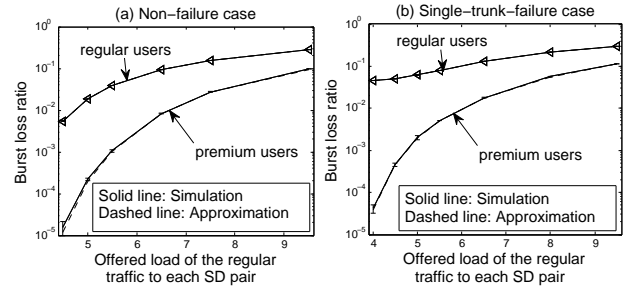 (a) Non−failure case
Burst loss ratio
10⁰
10⁻¹
10⁻²
10⁻³
10⁻⁴
10⁻⁵
regular users
premium users
Solid line: Simulation
Dashed line: Approximation
5 6 7 8 9
Offered load of the regular
traffic to each SD pair
(b) Single−trunk−failure case
Burst loss ratio
10⁰
10⁻¹
10⁻²
10⁻³
10⁻⁴
10⁻⁵
regular users
premium users
Solid line: Simulation
Dashed line: Approximation
4 5 6 7 8 9
Offered load of the regular
traffic to each SD pair